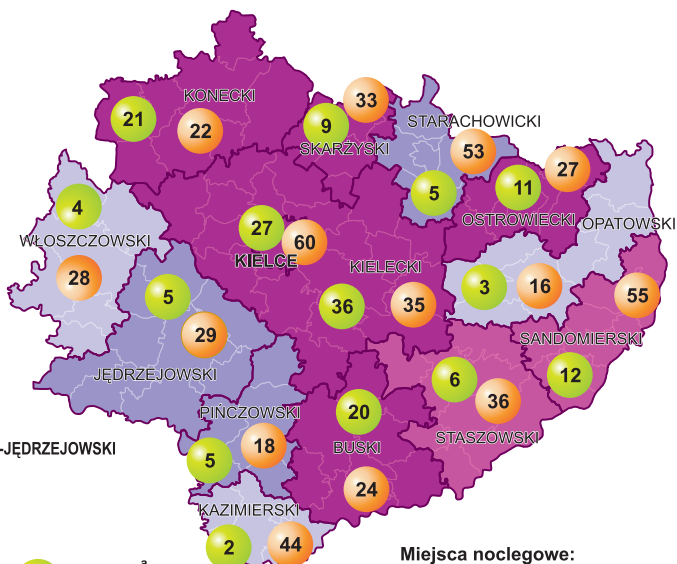 33
KONECKI
21
22
9
STARACHOWICKI
SKARŻYSKI
53
27
11
5
4
OSTROWIECKI
OPATOWSKI
27
WŁOSZCZOWSKI
60
KIELCE
KIELECKI
28
3
16
5
55
36
35
29
SANDOMIERSKI
JĘDRZEJOWSKI
6
12
36
PIŃCZOWSKI
20
STASZOWSKI
-JĘDRZEJOWSKI
18
BUSKI
5
24
KAZIMIERSKI
2
44
Miejsca noclegowe: